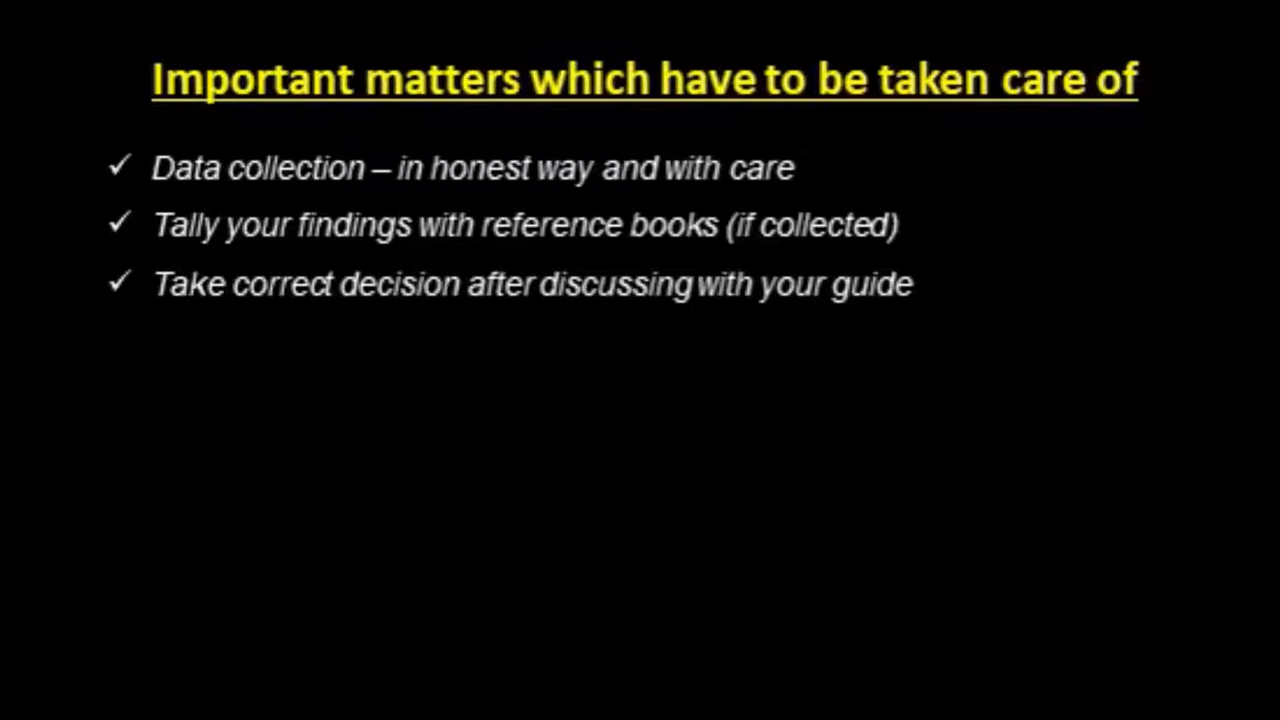 Important matters which have to be taken care of
✓ Data collection – in honest way and with care
✓ Tally your findings with reference books (if collected)
✓ Take correct decision after discussing with your guide